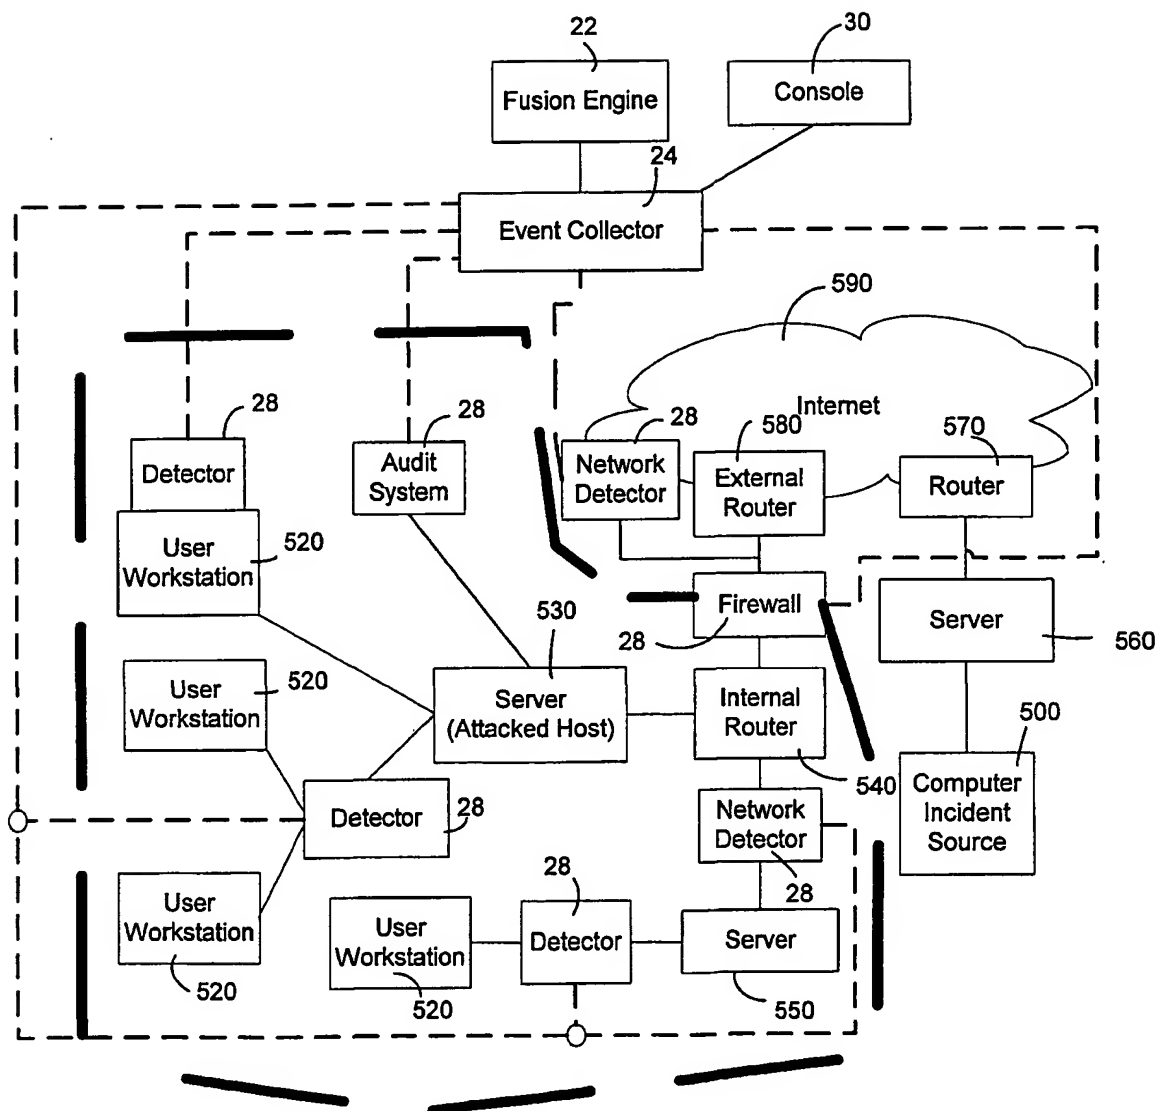 22
30
Fusion Engine
Console
24
Event Collector
590
Internet
28
28
28
580
570
Detector
Audit
System
Network
Detector
External
Router
Router
520
User
Workstation
530
Firewall
28
Server
560
520
User
Workstation
Server
(Attacked Host)
Internal
Router
540
500
Computer
Incident
Source
Detector
28
Network
Detector
28
User
Workstation
520
28
User
Workstation
520
Detector
Server
550